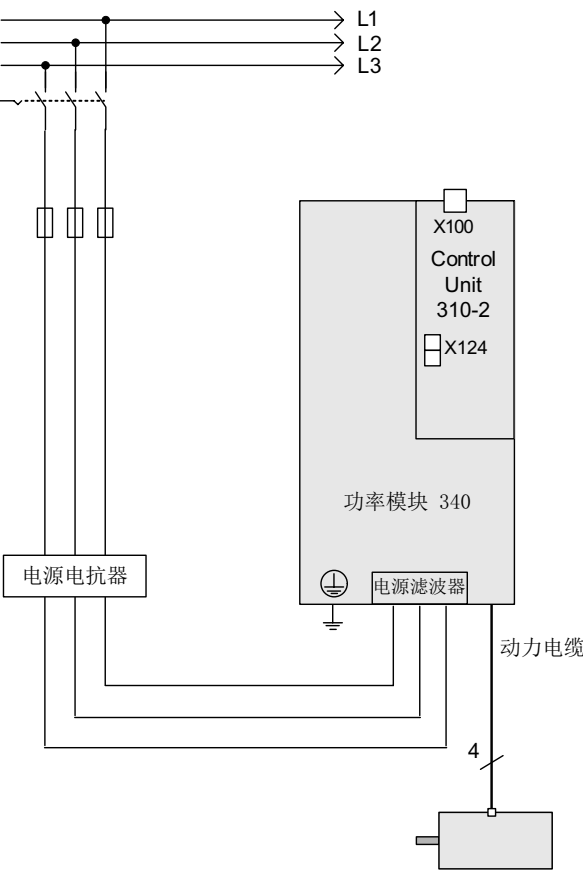 L1
L2
L3
X100
Control
Unit
310-2
X124
功率模块 340
电源电抗器
电源滤波器
动力电缆
4